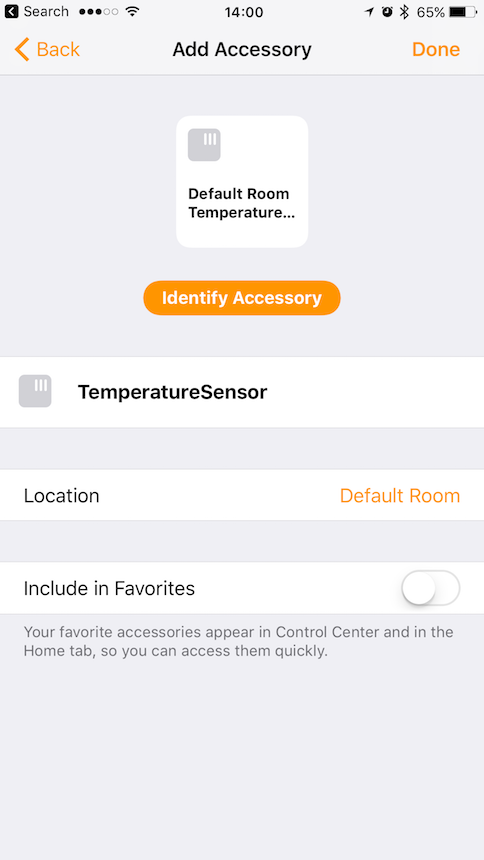 Search 14:00 65%
Back Add Accessory Done
Default Room
Temperature...
Identify Accessory
TemperatureSensor
Location Default Room
Include in Favorites
Your favorite accessories appear in Control Center and in the
Home tab, so you can access them quickly.